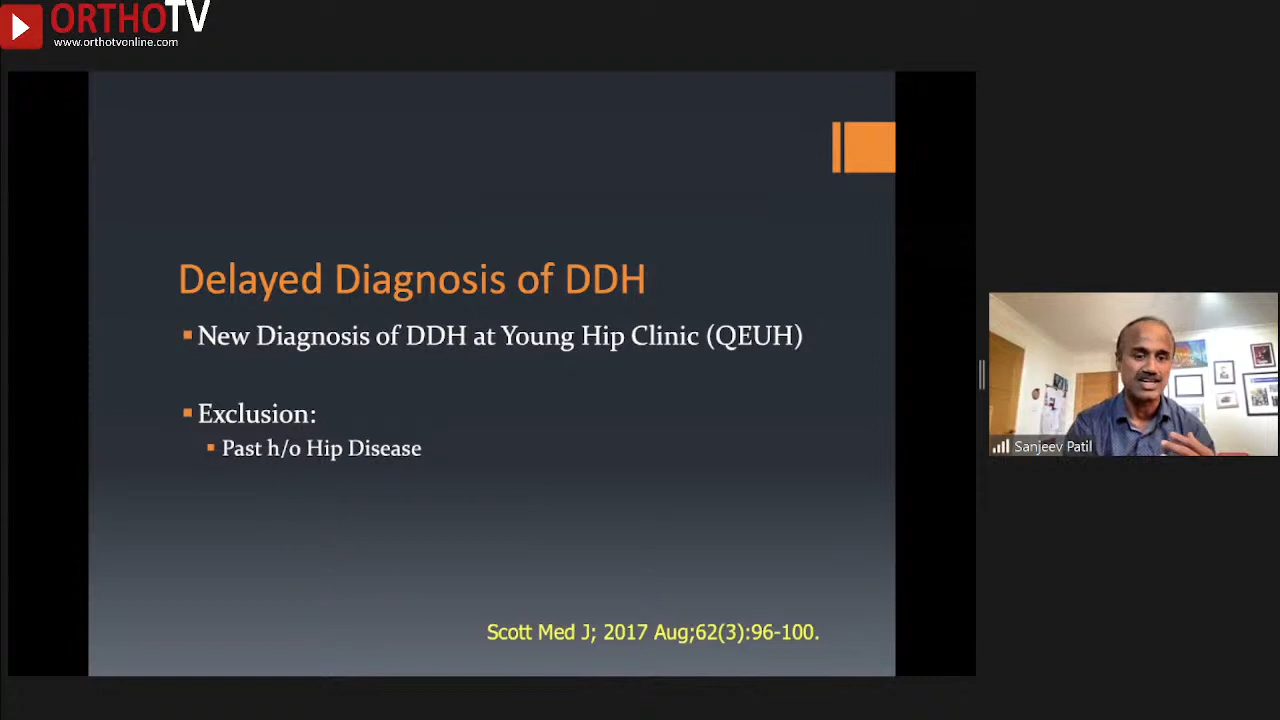 ORTHOTV
www.orthotvonline.com
Delayed Diagnosis of DDH
New Diagnosis of DDH at Young Hip Clinic (QEUH)
Exclusion:
Past h/o Hip Disease
Scott Med J; 2017 Aug;62(3):96-100.
Sanjeev Patil